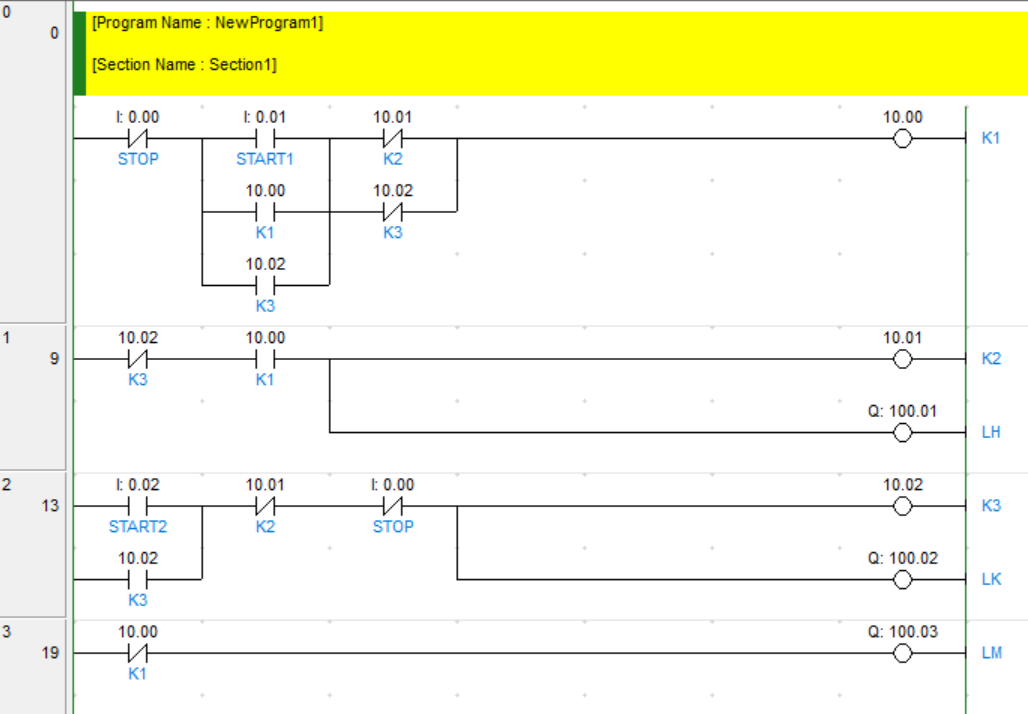 0
0
[Program Name : NewProgram1]
[Section Name : Section1]
I: 0.00 I: 0.01 10.01 10.00
STOP START1 K2 K1
10.00 10.02
K1 K3
10.02
K3
1
9
10.02 10.00 10.01
K3 K1 K2
Q: 100.01
LH
2
13
I: 0.02 10.01 I: 0.00 10.02
START2 K2 STOP K3
10.02 Q: 100.02
K3 LK
3
19
10.00 Q: 100.03
K1 LM